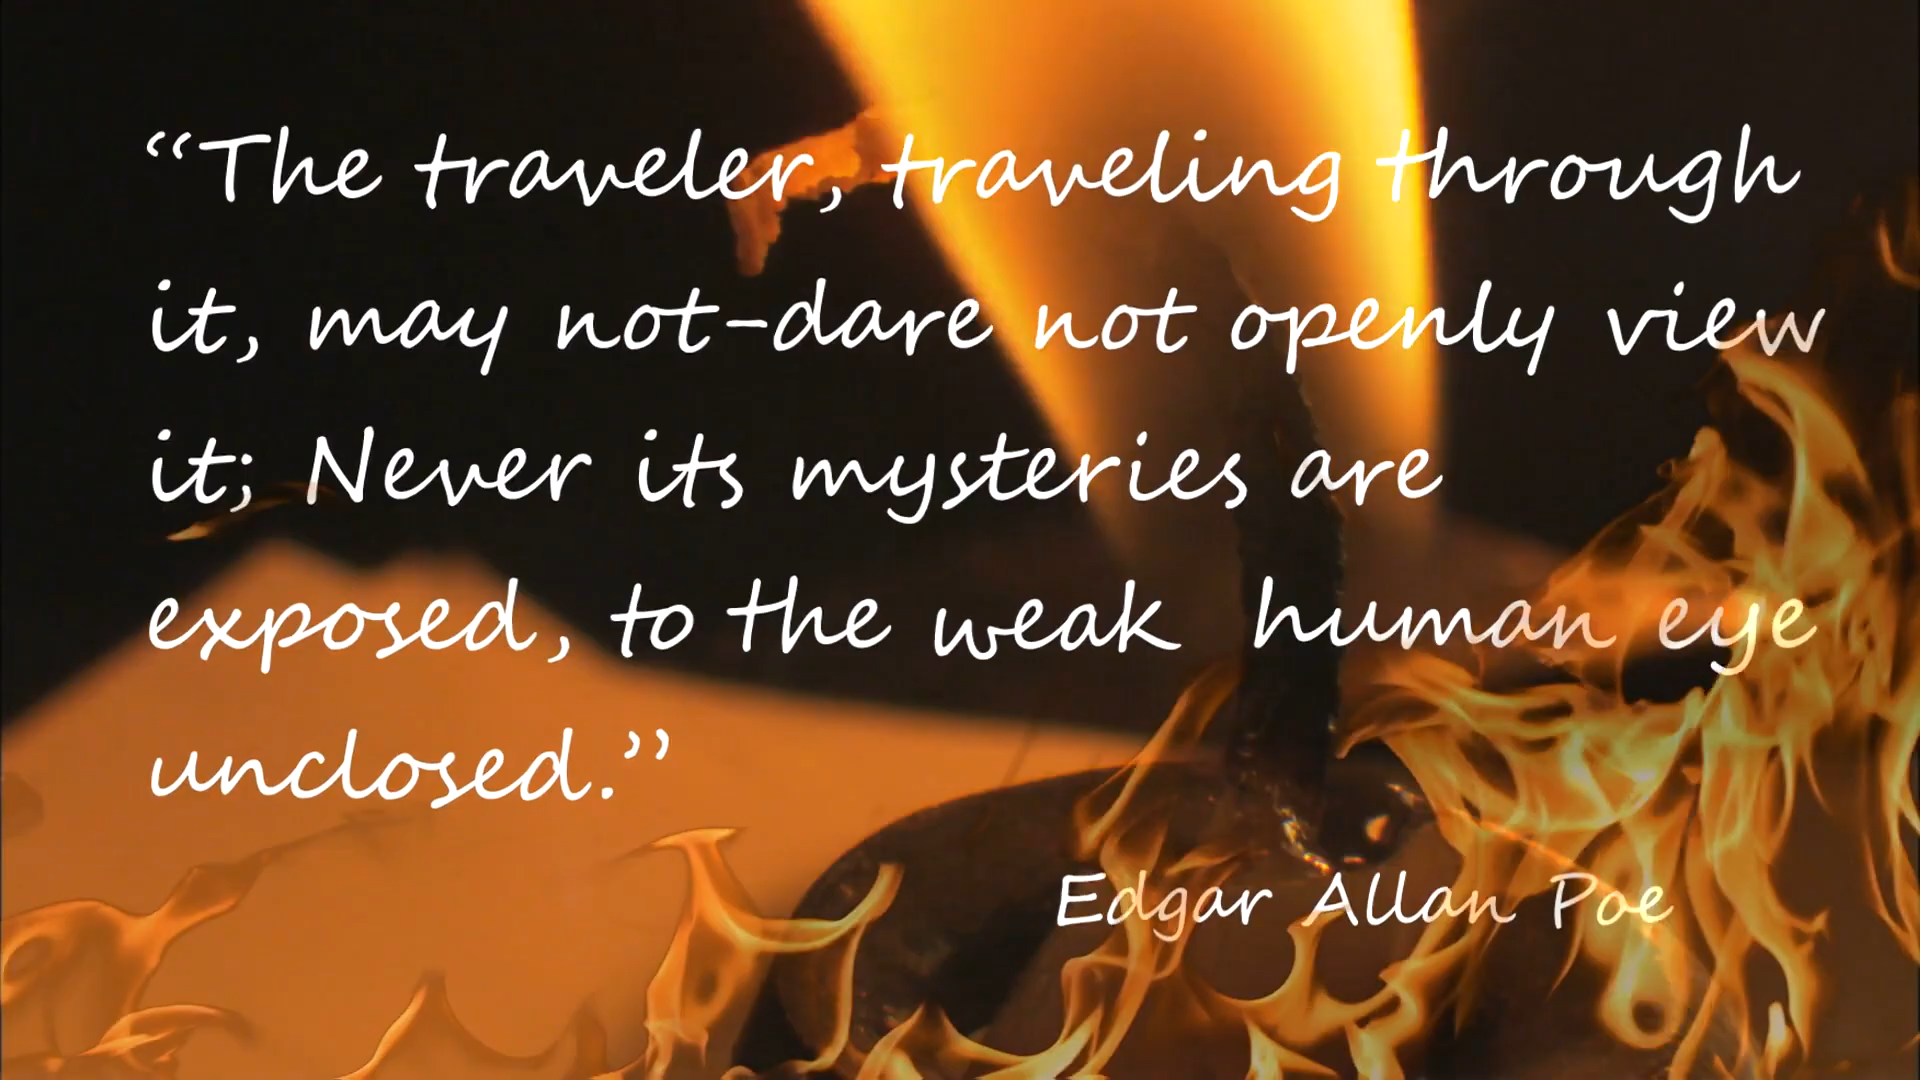 “The traveler, traveling through
it, may not-dare not openly view
it; Never its mysteries are
exposed, to the weak human eye
unclosed.”
Edgar Allan Poe